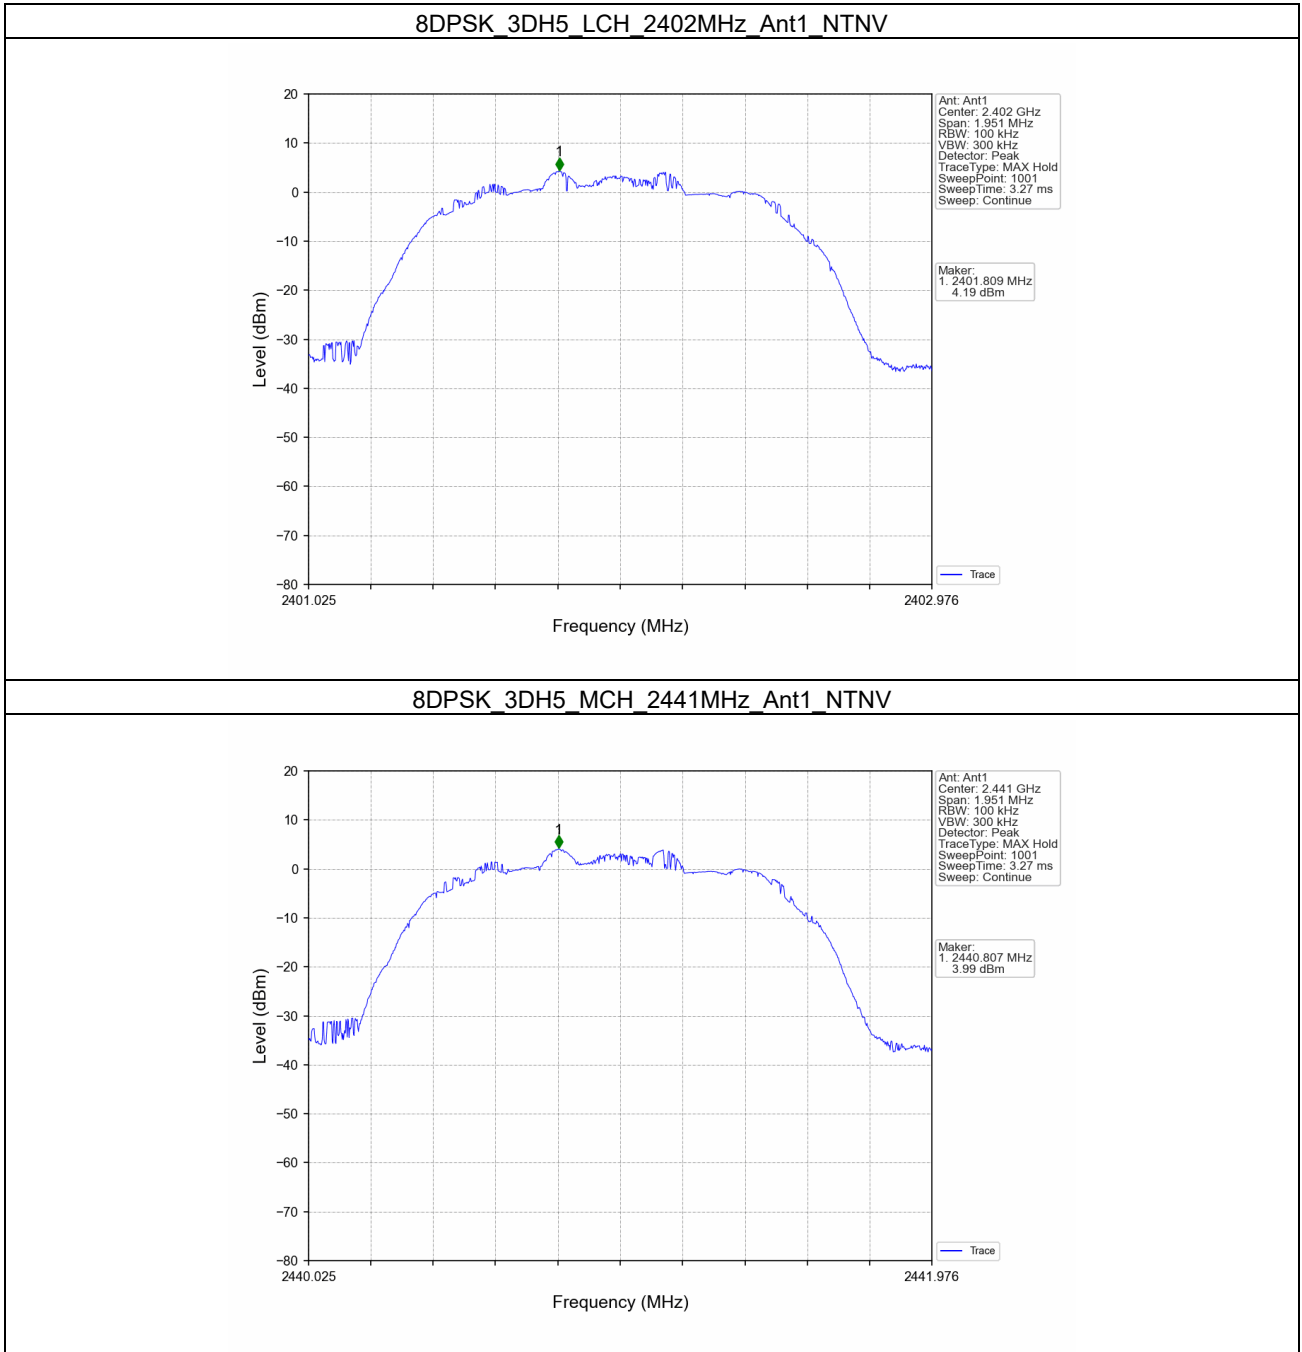 8DPSK_3DH5_LCH_2402MHz_Ant1_NTNV
20
10
0
−10
−20
−30
−40
−50
−60
−70
−80
Level (dBm)
1
2401.025
2402.976
Frequency (MHz)
Ant: Ant1
Center: 2.402 GHz
Span: 1.951 MHz
RBW: 100 kHz
VBW: 300 kHz
Detector: Peak
TraceType: MAX Hold
SweepPoint: 1001
SweepTime: 3.27 ms
Sweep: Continue
Maker:
1. 2401.809 MHz
4.19 dBm
Trace
8DPSK_3DH5_MCH_2441MHz_Ant1_NTNV
20
10
0
−10
−20
−30
−40
−50
−60
−70
−80
Level (dBm)
1
2440.025
2441.976
Frequency (MHz)
Ant: Ant1
Center: 2.441 GHz
Span: 1.951 MHz
RBW: 100 kHz
VBW: 300 kHz
Detector: Peak
TraceType: MAX Hold
SweepPoint: 1001
SweepTime: 3.27 ms
Sweep: Continue
Maker:
1. 2440.807 MHz
3.99 dBm
Trace